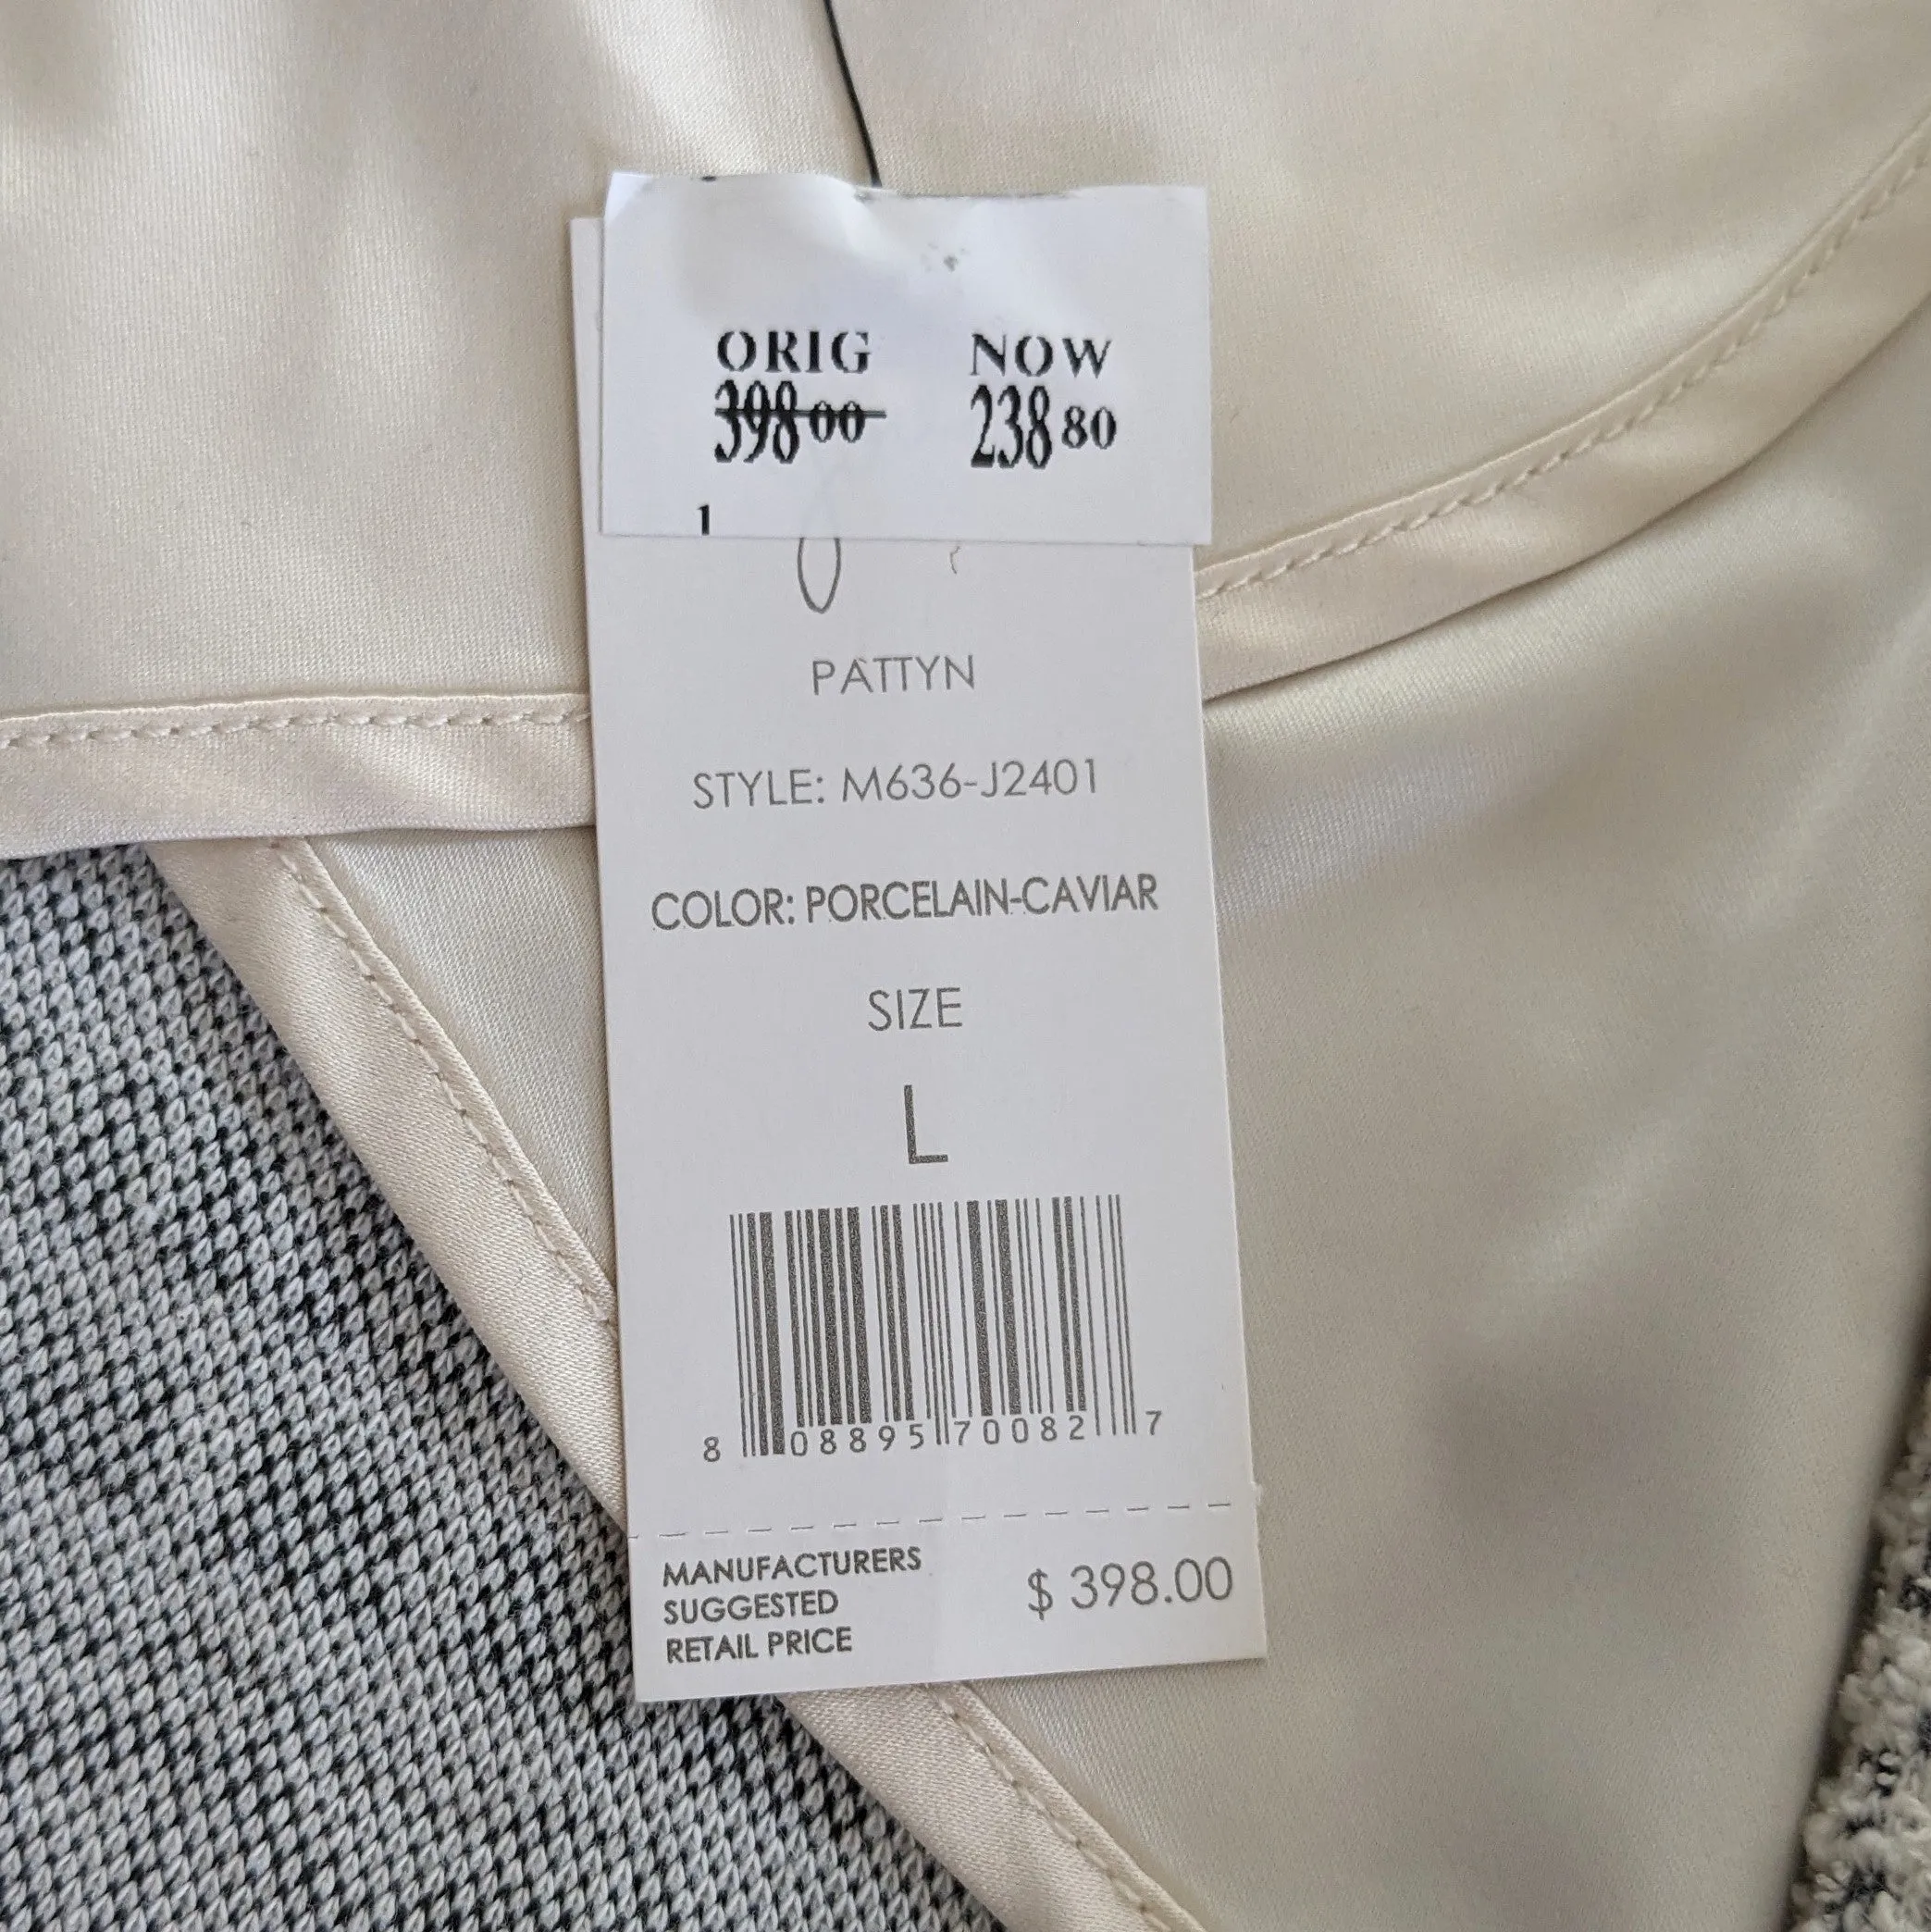 ORIG NOW
398 00 238 80
1
PATTYN
STYLE: M636-J2401
COLOR: PORCELAIN-CAVIAR
SIZE
L
8 08895 70082 7
MANUFACTURERS
SUGGESTED $ 398.00
RETAIL PRICE